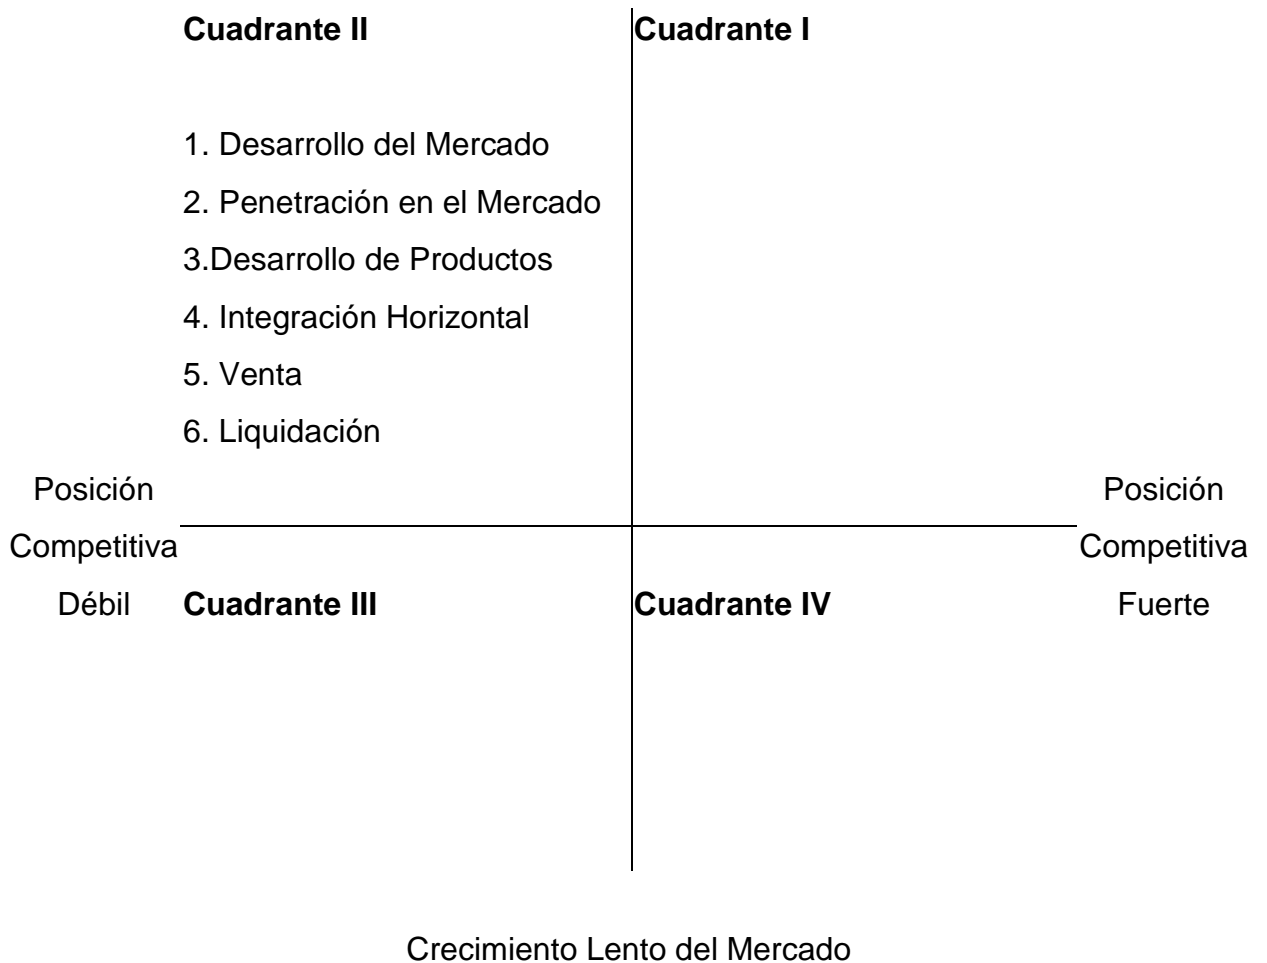 Cuadrante II Cuadrante I
1. Desarrollo del Mercado
2. Penetración en el Mercado
3.Desarrollo de Productos
4. Integración Horizontal
5. Venta
6. Liquidación
Posición Posición
Competitiva Competitiva
Débil Cuadrante III Cuadrante IV Fuerte
Crecimiento Lento del Mercado